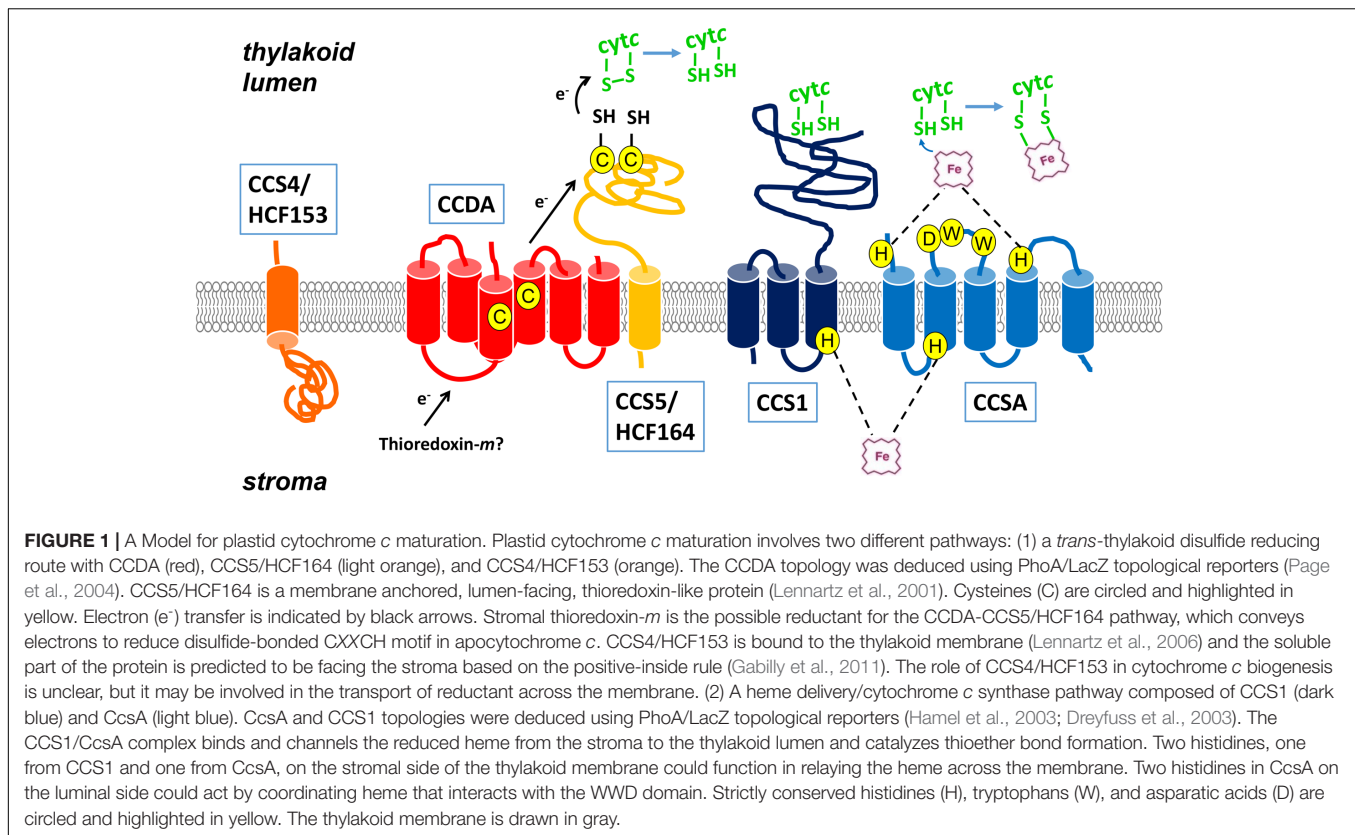 thylakoid
lumen
cytc
S S
cytc
SH SH
e-
SH SH
C C
cytc
SH SH
cytc
SH SH
cytc
S S
Fe
Fe
CCS4/
HCF153
CCDA
e-
H
D W W
H
C
C
H
H
e-
Thioredoxin-m?
CCS5/
HCF164
CCS1
CCSA
Fe
stroma
FIGURE 1 | A Model for plastid cytochrome c maturation. Plastid cytochrome c maturation involves two different pathways: (1) a trans-thylakoid disulfide reducing
route with CCDA (red), CCS5/HCF164 (light orange), and CCS4/HCF153 (orange). The CCDA topology was deduced using PhoA/LacZ topological reporters (Page
et al., 2004). CCS5/HCF164 is a membrane anchored, lumen-facing, thioredoxin-like protein (Lennartz et al., 2001). Cysteines (C) are circled and highlighted in
yellow. Electron (e-) transfer is indicated by black arrows. Stromal thioredoxin-m is the possible reductant for the CCDA-CCS5/HCF164 pathway, which conveys
electrons to reduce disulfide-bonded CXXCH motif in apocytochrome c. CCS4/HCF153 is bound to the thylakoid membrane (Lennartz et al., 2006) and the soluble
part of the protein is predicted to be facing the stroma based on the positive-inside rule (Gabilly et al., 2011). The role of CCS4/HCF153 in cytochrome c biogenesis
is unclear, but it may be involved in the transport of reductant across the membrane. (2) A heme delivery/cytochrome c synthase pathway composed of CCS1 (dark
blue) and CcsA (light blue). CcsA and CCS1 topologies were deduced using PhoA/LacZ topological reporters (Hamel et al., 2003; Dreyfuss et al., 2003). The
CCS1/CcsA complex binds and channels the reduced heme from the stroma to the thylakoid lumen and catalyzes thioether bond formation. Two histidines, one
from CCS1 and one from CcsA, on the stromal side of the thylakoid membrane could function in relaying the heme across the membrane. Two histidines in CcsA on
the luminal side could act by coordinating heme that interacts with the WWD domain. Strictly conserved histidines (H), tryptophans (W), and asparatic acids (D) are
circled and highlighted in yellow. The thylakoid membrane is drawn in gray.